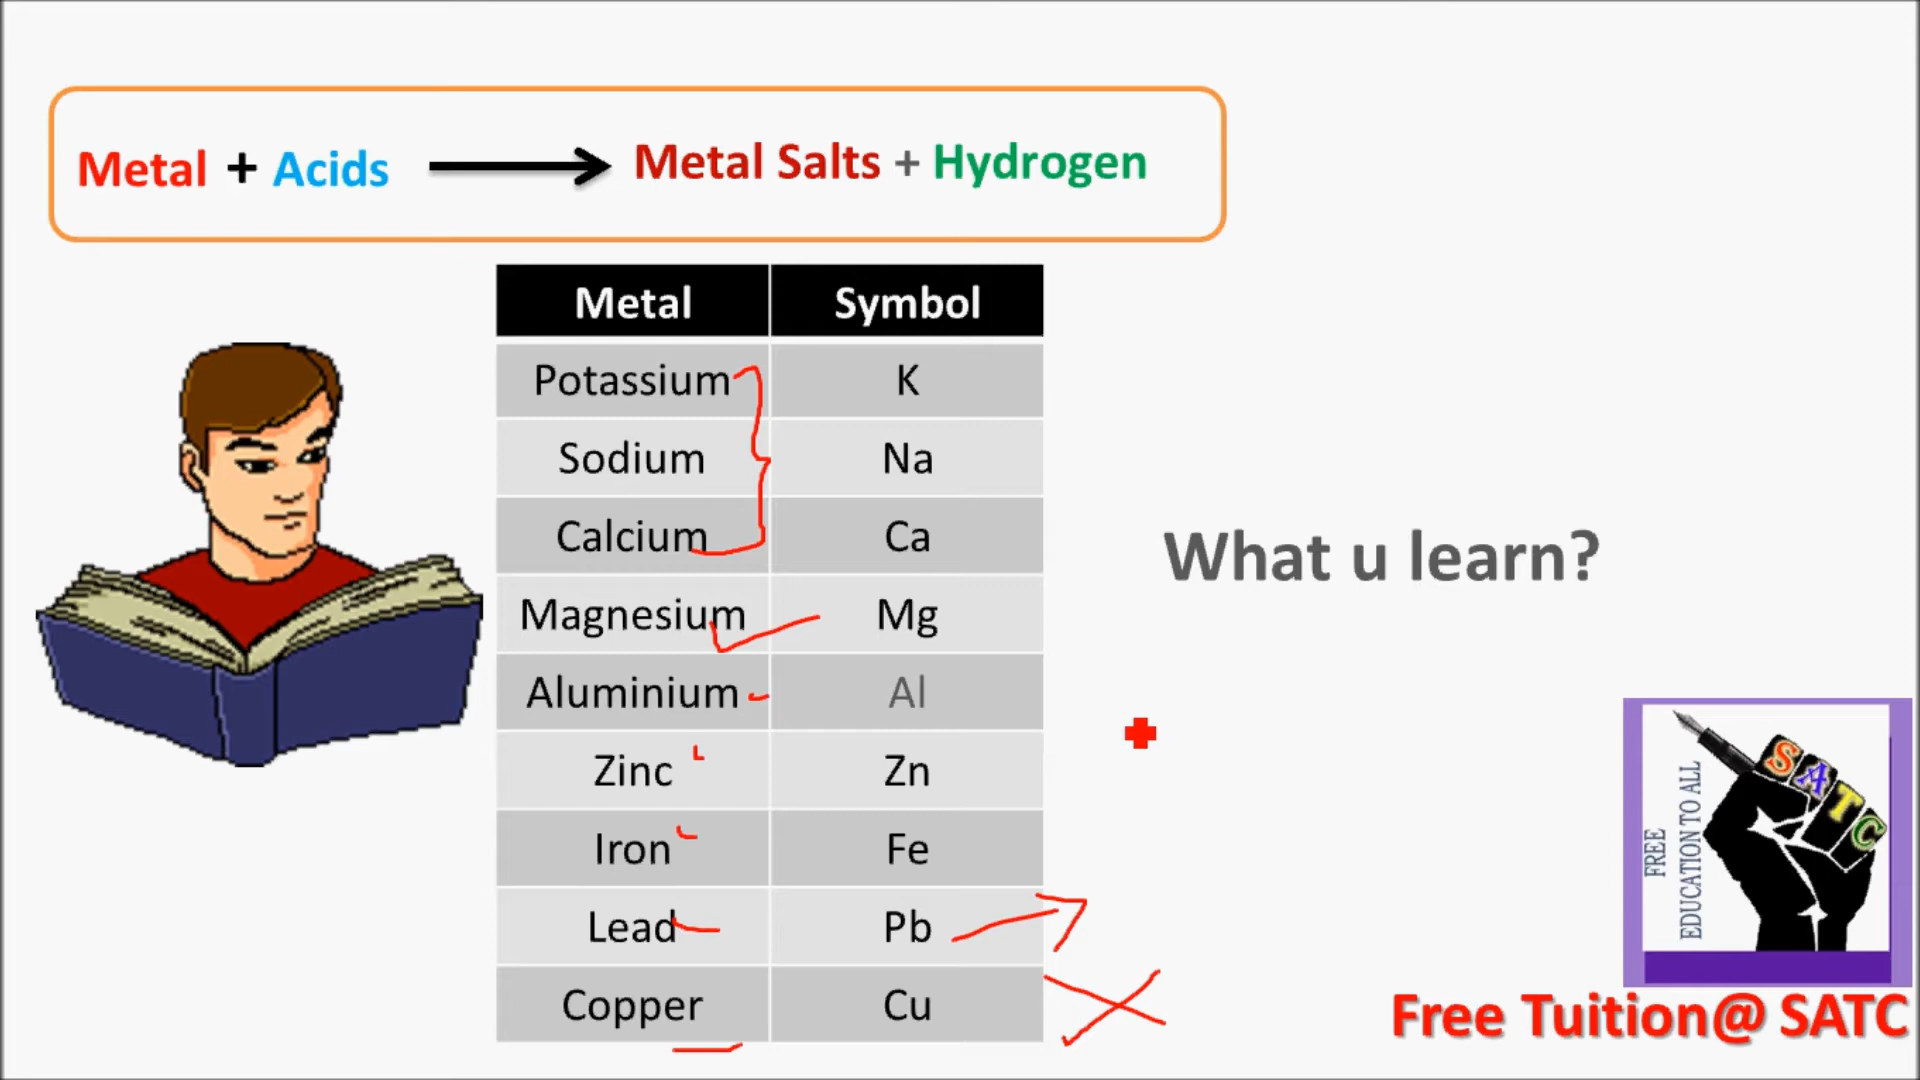 Metal + Acids → Metal Salts + Hydrogen
Metal Symbol
Potassium K
Sodium Na
Calcium Ca
Magnesium Mg
Aluminium Al
Zinc Zn
Iron Fe
Lead Pb
Copper Cu
What u learn?
FREE
EDUCATION TO ALL
SATC
Free Tuition@ SATC